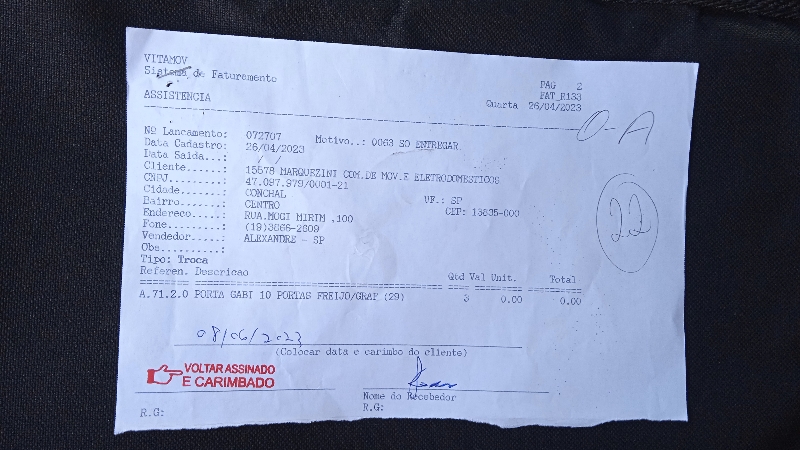 VITAMOV
Sistema de Faturamento
PAG 2
FAT_R133
ASSISTENCIA
Quarta 26/04/2023
O-A
Nº Lancamento: 072707 Motivo..: 0063 SO ENTREGAR
Data Cadastro: 26/04/2023
Data Saida...: / /
Cliente......: 15578 MARQUEZINI COM.DE MOV.E ELETRODOMESTICOS
CNPJ.........: 47.097.979/0001-21
Cidade.......: CONCHAL UF.: SP
Bairro.......: CENTRO CEP: 13835-000
Endereco.....: RUA.MOGI MIRIM ,100
Fone.........: (19)3866-2609
Vendedor.....: ALEXANDRE - SP
Obs..........:
22
Tipo: Troca
Referen. Descricao Qtd Val Unit. Total
A.71.2.0 PORTA GABI 10 PORTAS FREIJO/GRAF (29) 3 0.00 0.00
08/06/2023
(Colocar data e carimbo do cliente)
VOLTAR ASSINADO
E CARIMBADO
Nome do Recebedor
R.G: R.G: